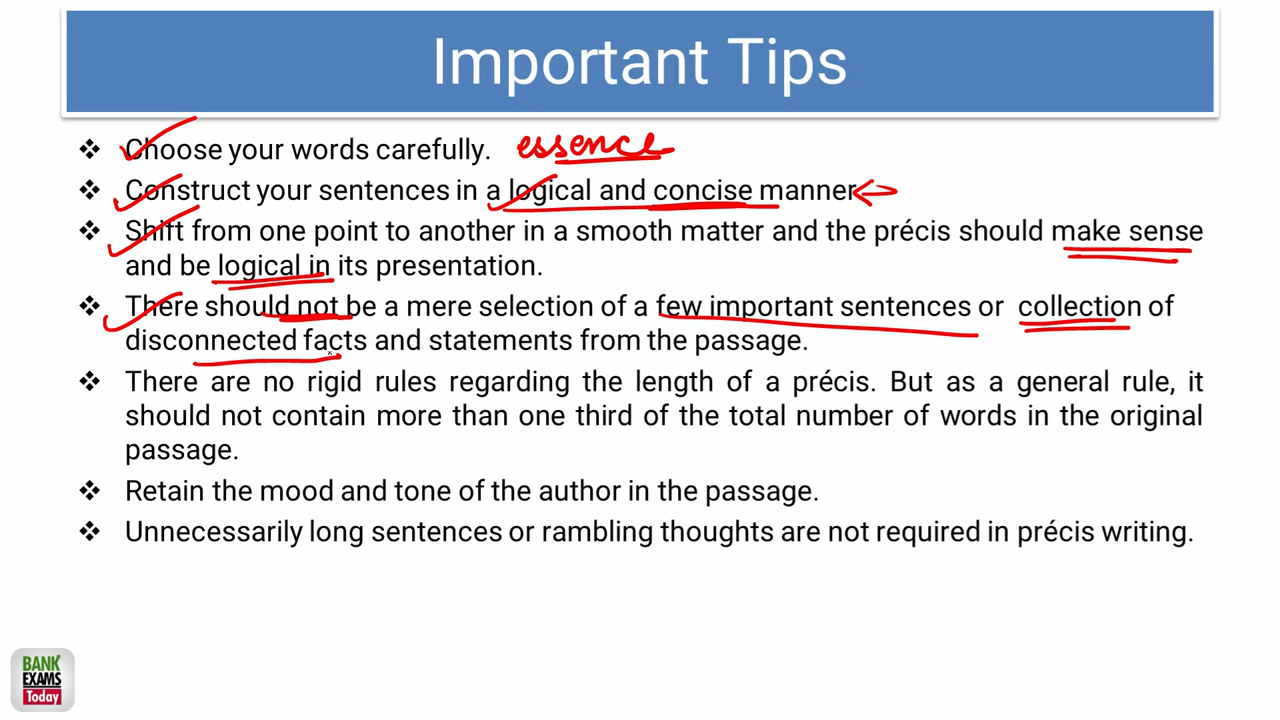 Important Tips
❖ Choose your words carefully. essence
❖ Construct your sentences in a logical and concise manner
❖ Shift from one point to another in a smooth matter and the précis should make sense
and be logical in its presentation.
❖ There should not be a mere selection of a few important sentences or collection of
disconnected facts and statements from the passage.
❖ There are no rigid rules regarding the length of a précis. But as a general rule, it
should not contain more than one third of the total number of words in the original
passage.
❖ Retain the mood and tone of the author in the passage.
❖ Unnecessarily long sentences or rambling thoughts are not required in précis writing.
BANK
EXAMS
Today